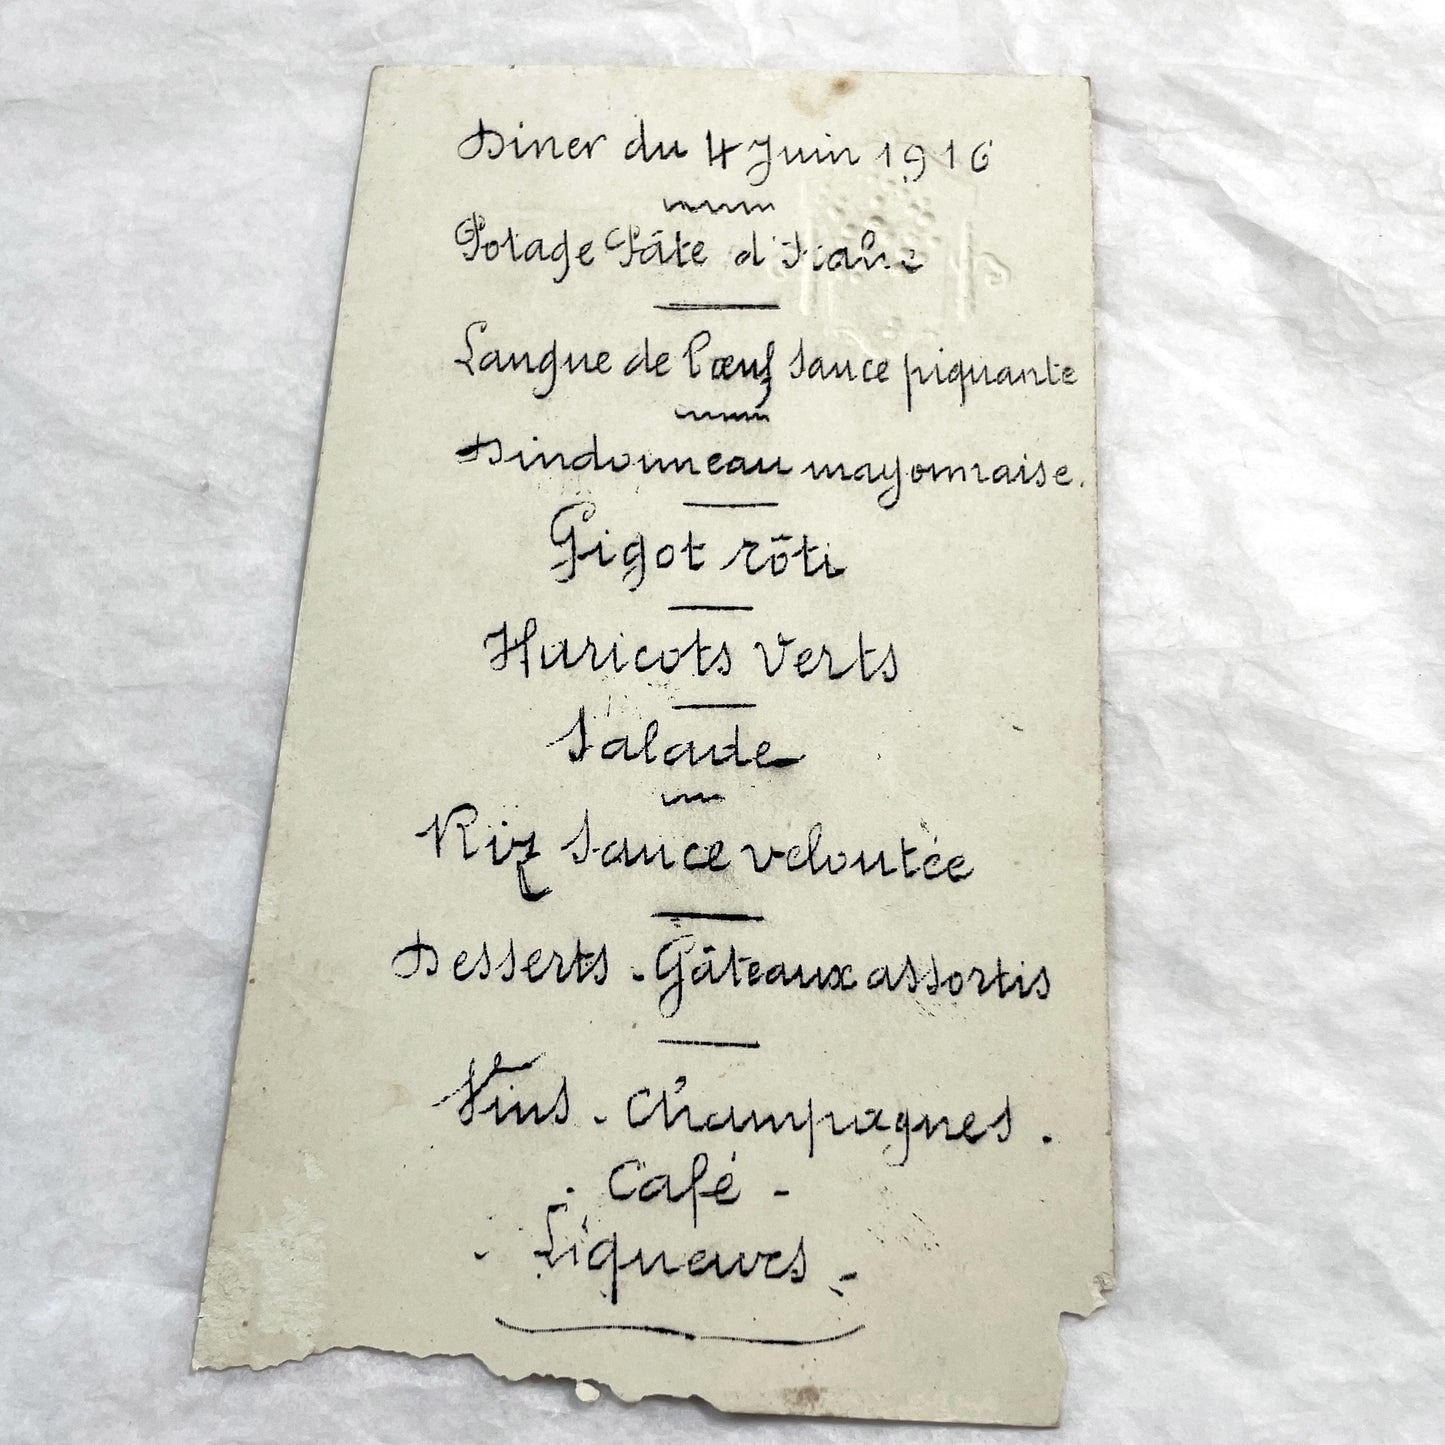 Diner du 4 Juin 1916
Potage Pâte d'Italie
Langue de bœuf sauce piquante
Dindonneau mayonnaise.
Gigot rôti
Haricots verts
Salade
Riz sauce veloutée
Desserts - Gâteaux assortis
Vins - Champagnes.
- Café -
- Liqueurs -